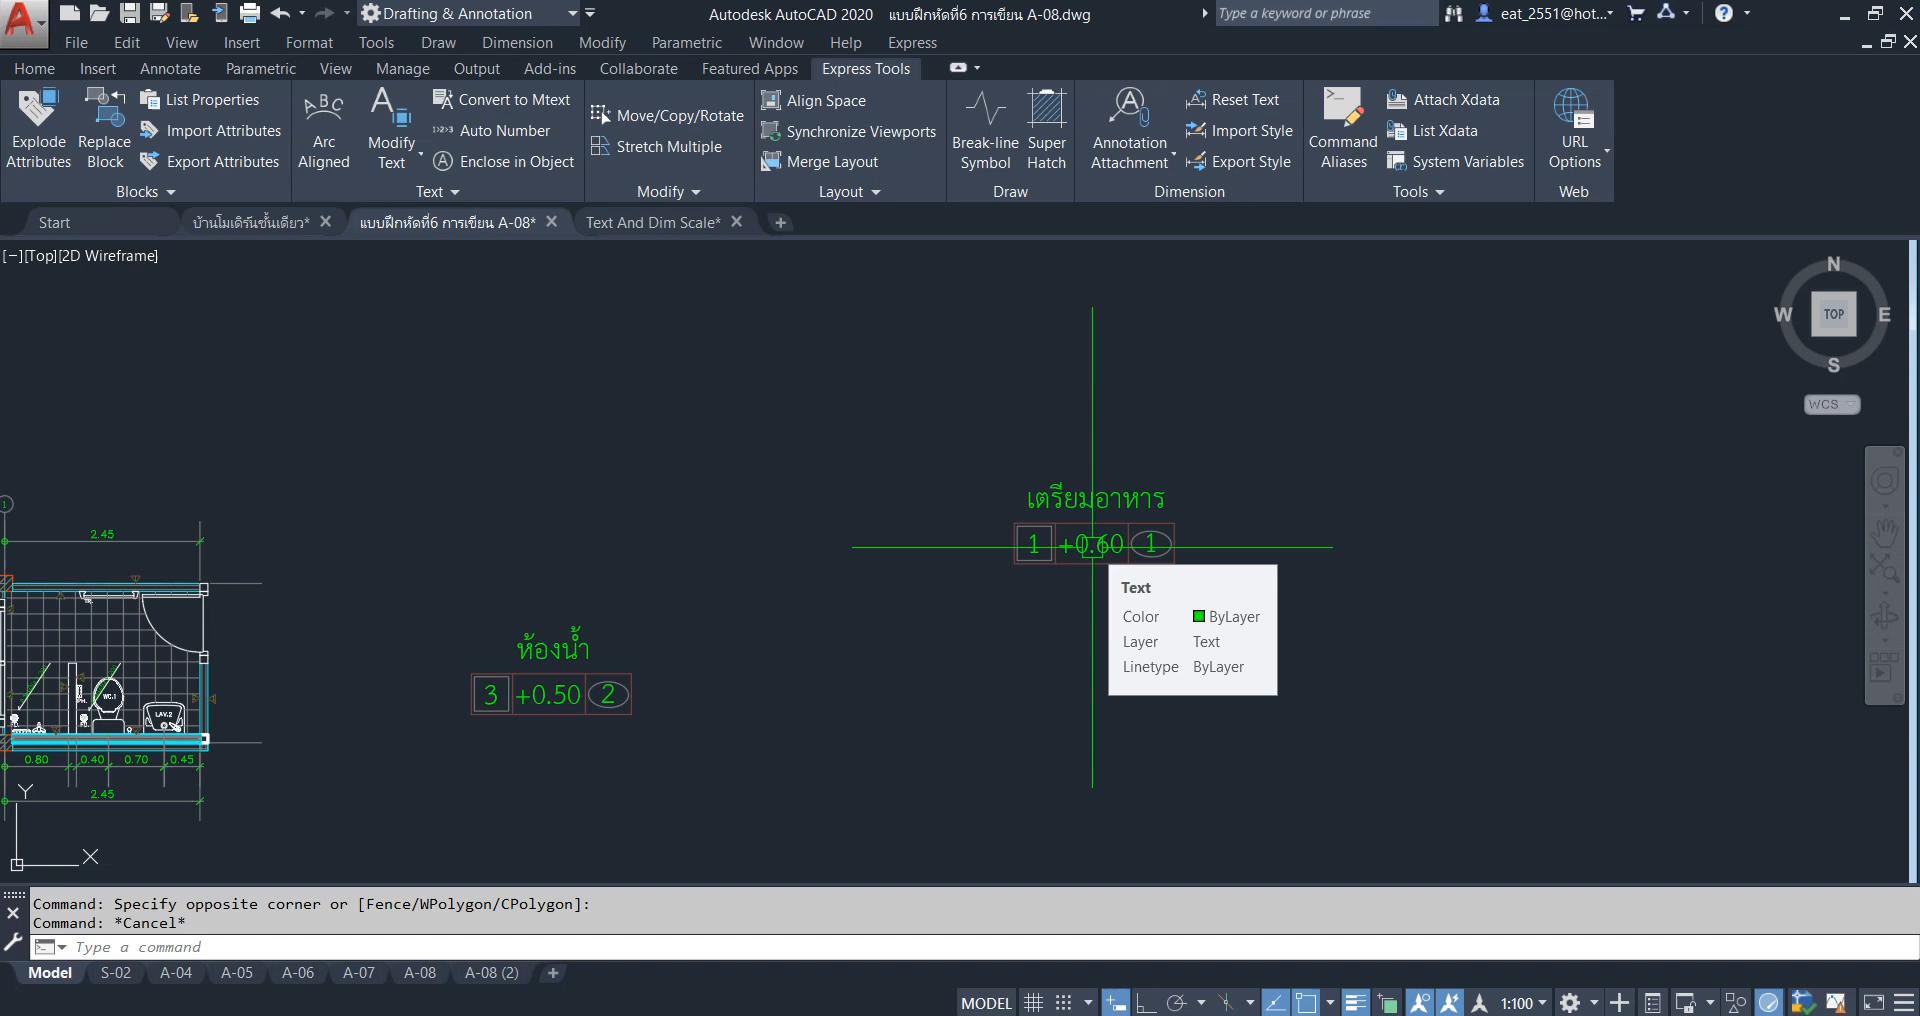 Drafting & Annotation
Autodesk AutoCAD 2020 แบบฝึกหัดที่6 การเขียน A-08.dwg
Type a keyword or phrase
eat_2551@hot...
File Edit View Insert Format Tools Draw Dimension Modify Parametric Window Help Express
Home Insert Annotate Parametric View Manage Output Add-ins Collaborate Featured Apps Express Tools
Explode Attributes
Replace Block
List Properties
Import Attributes
Export Attributes
Blocks
Arc Aligned
Modify Text
Convert to Mtext
Auto Number
Enclose in Object
Text
Move/Copy/Rotate
Stretch Multiple
Modify
Align Space
Synchronize Viewports
Merge Layout
Layout
Break-line Symbol
Super Hatch
Draw
Annotation Attachment
Reset Text
Import Style
Export Style
Dimension
Command Aliases
Attach Xdata
List Xdata
System Variables
Tools
URL Options
Web
Start
บ้านโมเดิร์นชั้นเดียว*
แบบฝึกหัดที่6 การเขียน A-08*
Text And Dim Scale*
[−][Top][2D Wireframe]
N
W TOP E
S
WCS
เตรียมอาหาร
1 +0.60 1
Text
Color ByLayer
Layer Text
Linetype ByLayer
ห้องน้ำ
3 +0.50 2
1
2.45
WC.1
LAV.2
0.80 0.40 0.70 0.45
2.45
Y
X
Command: Specify opposite corner or [Fence/WPolygon/CPolygon]:
Command: *Cancel*
Type a command
Model S-02 A-04 A-05 A-06 A-07 A-08 A-08 (2)
MODEL
1:100